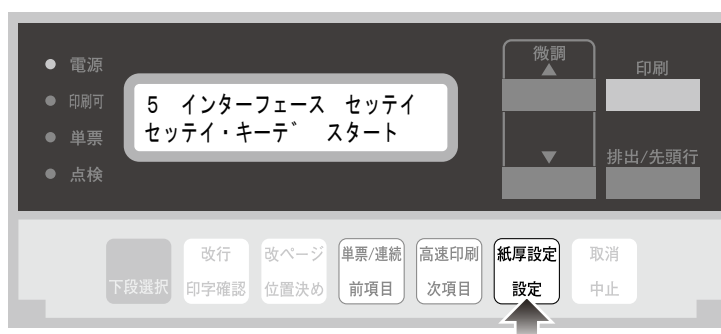 電源
印刷可
単票
点検
5 インターフェース セッテイ
セッテイ・キーデ゛ スタート
微調
▲
▼
印刷
排出/先頭行
下段選択
改行
印字確認
改ページ
位置決め
単票/連続
前項目
高速印刷
次項目
紙厚設定
設定
取消
中止